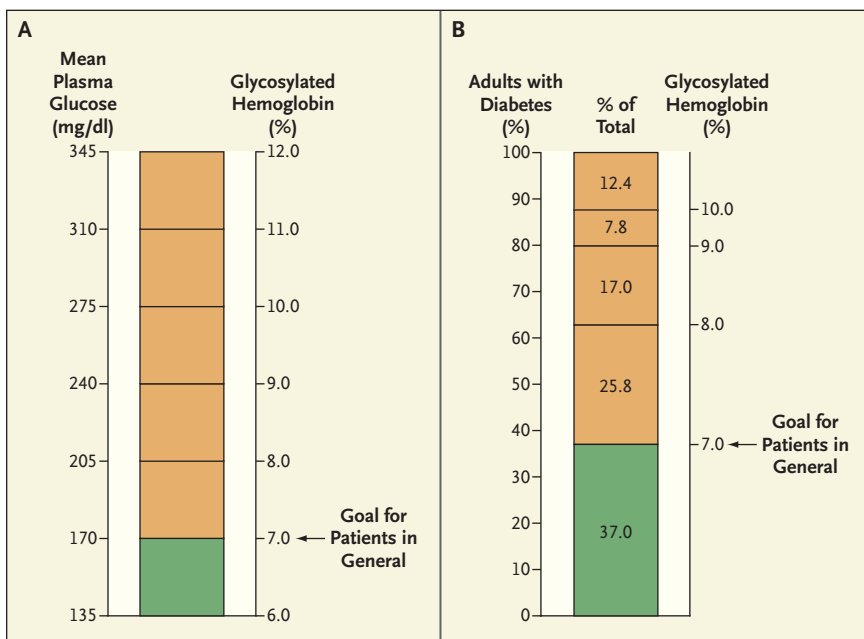 A
Mean
Plasma
Glucose
(mg/dl)
Glycosylated
Hemoglobin
(%)
345
12.0
310
11.0
275
10.0
240
9.0
205
8.0
170
7.0
Goal for
Patients in
General
135
6.0
B
Adults with
Diabetes
(%)
% of
Total
Glycosylated
Hemoglobin
(%)
100
12.4
90
10.0
7.8
80
9.0
70
17.0
60
8.0
50
25.8
40
7.0
Goal for
Patients in
General
30
20
37.0
10
0